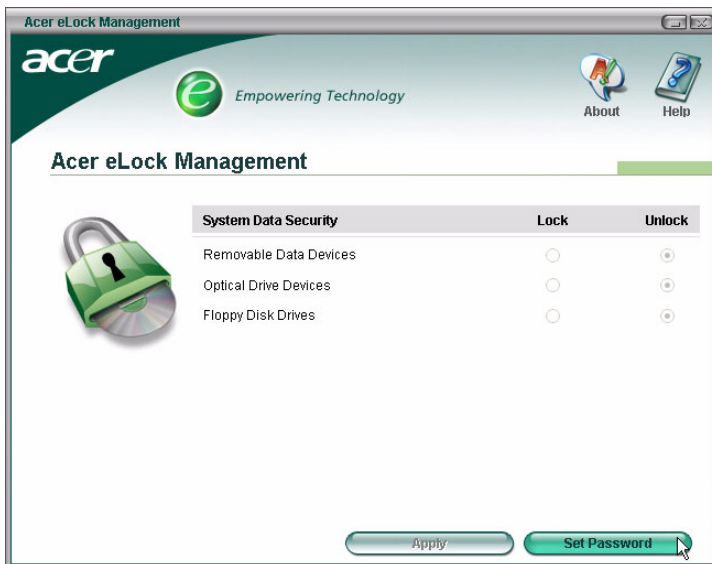 Acer eLock Management
acer
e Empowering Technology
About Help
Acer eLock Management
System Data Security Lock Unlock
Removable Data Devices
Optical Drive Devices
Floppy Disk Drives
Apply Set Password